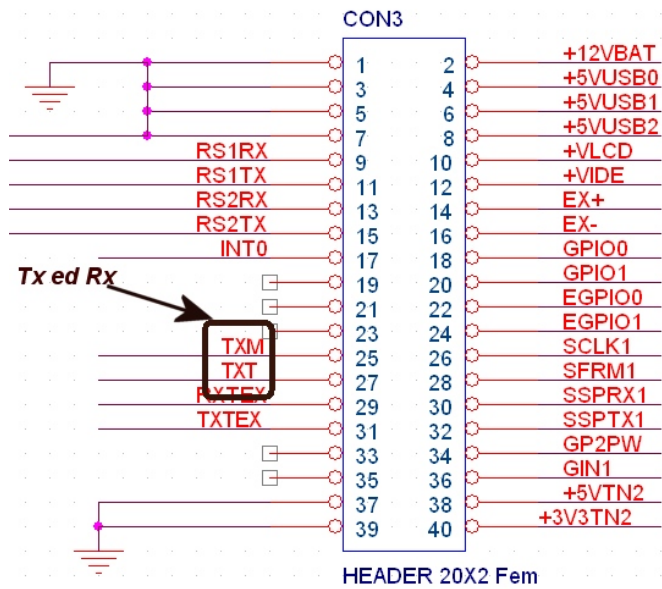 CON3
1 2 +12VBAT
3 4 +5VUSB0
5 6 +5VUSB1
7 8 +5VUSB2
RS1RX 9 10 +VLCD
RS1TX 11 12 +VIDE
RS2RX 13 14 EX+
RS2TX 15 16 EX-
INT0 17 18 GPIO0
Tx ed Rx
19 20 GPIO1
21 22 EGPIO0
23 24 EGPIO1
TXM 25 26 SCLK1
TXT 27 28 SFRM1
RXTEX 29 30 SSPRX1
TXTEX 31 32 SSPTX1
33 34 GP2PW
35 36 GIN1
37 38 +5VTN2
39 40 +3V3TN2
HEADER 20X2 Fem